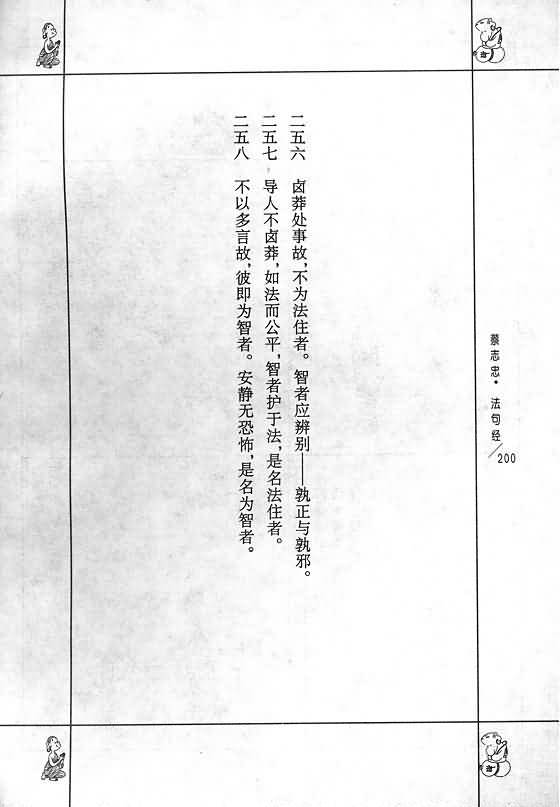 二五六 卤莽处事故，不为法住者。智者应辨别——孰正与孰邪。
二五七 导人不卤莽，如法而公平，智者护于法，是名法住者。
二五八 不以多言故，彼即为智者。安静无恐怖，是名为智者。
蔡志忠·法句经/200